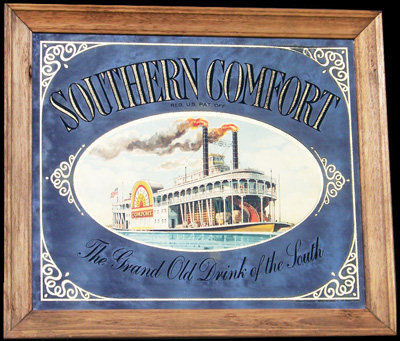 SOUTHERN COMFORT
REG. U.S. PAT. OFF.
COMFORT
The Grand Old Drink of the South